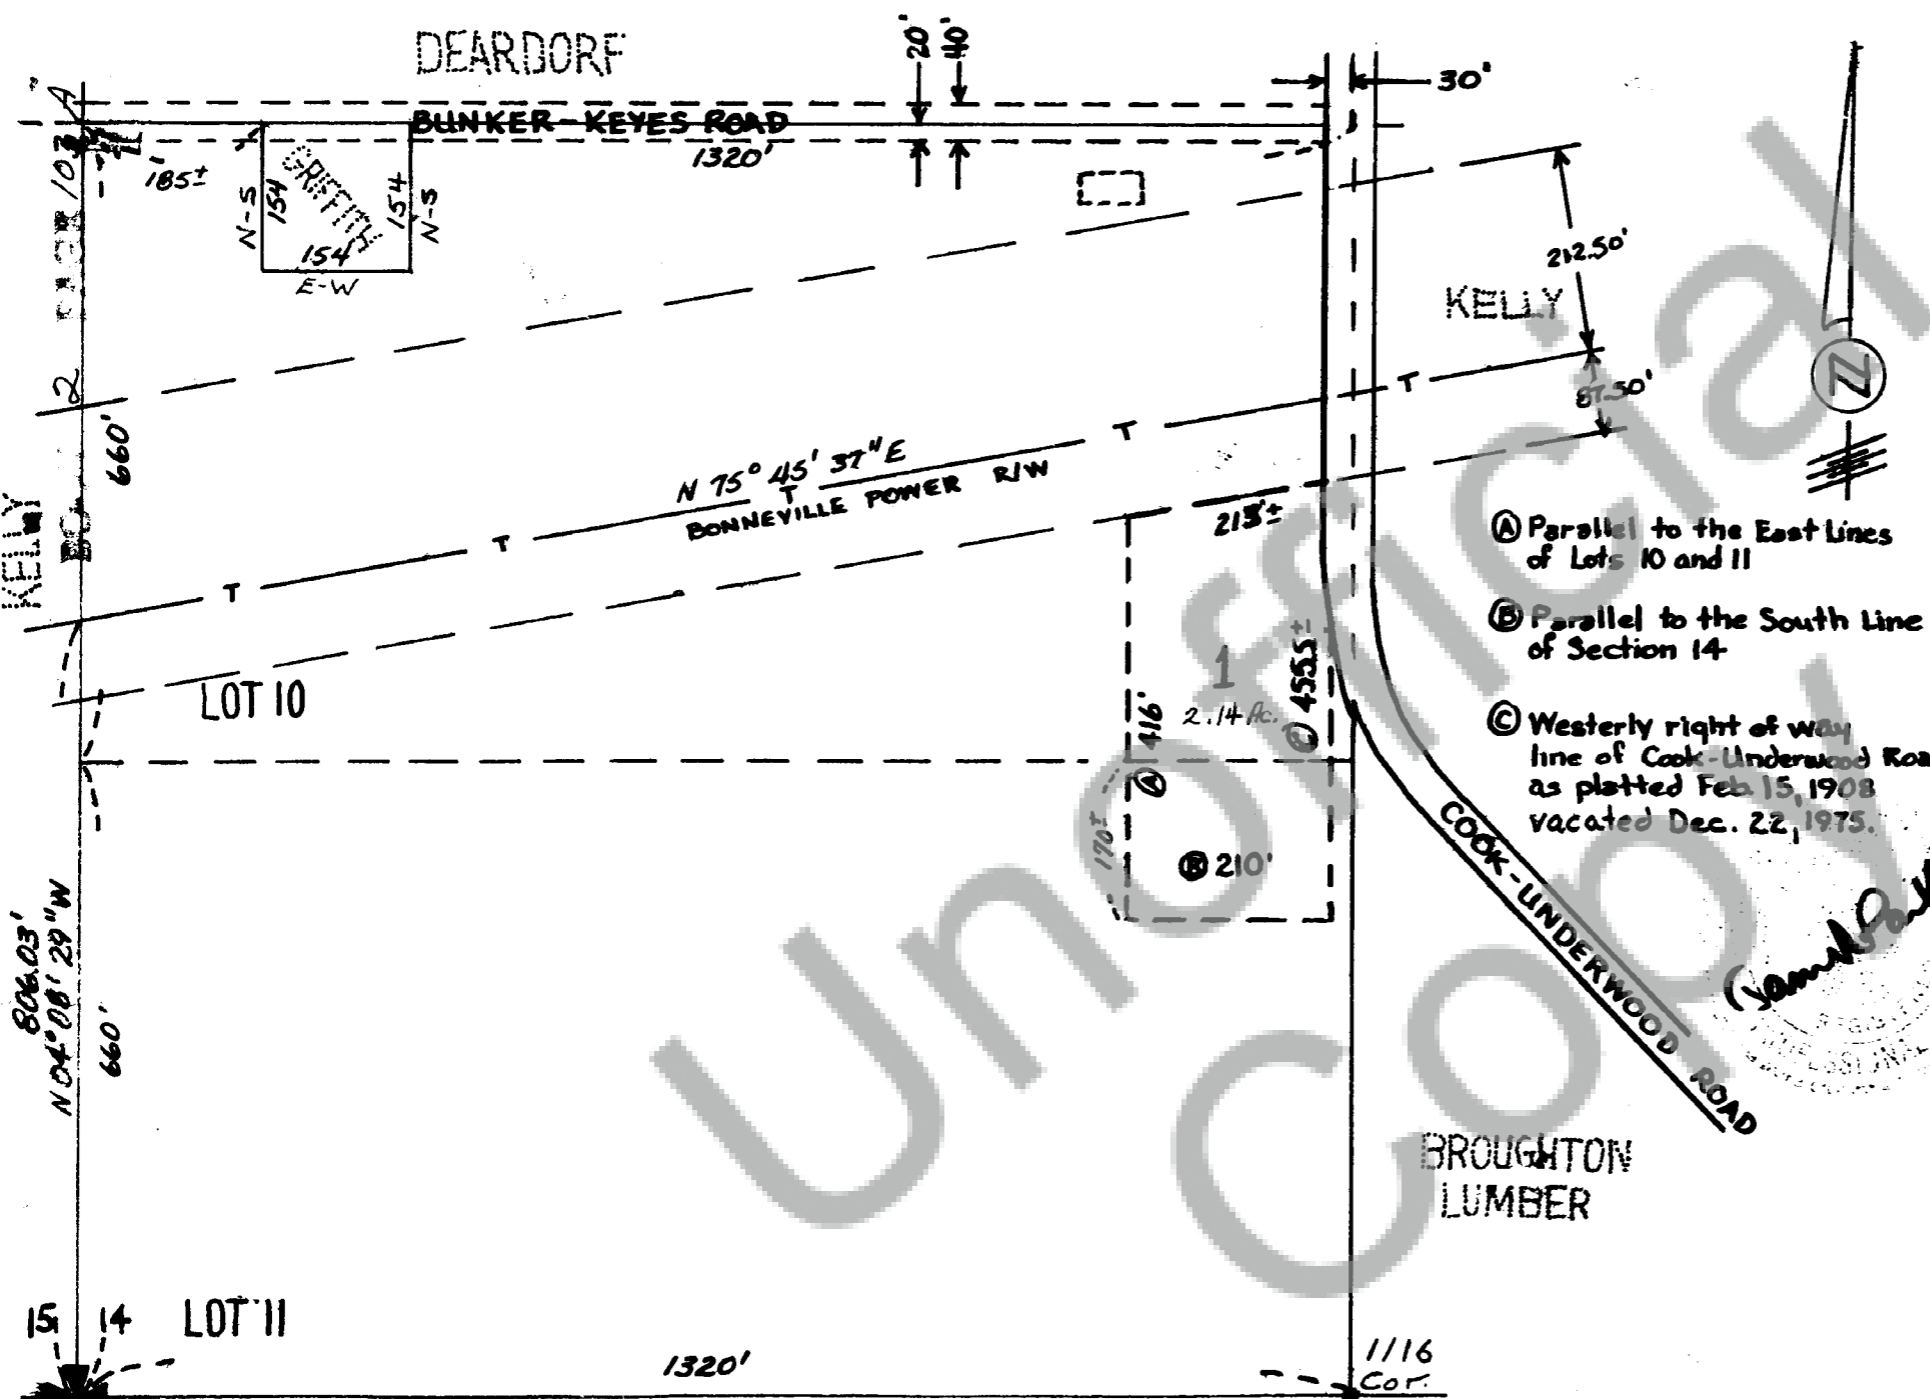 DEARDORF
20'
40'
30'
BUNKER-KEYES ROAD
1320'
185'±
GRIFFITH
N-S
154
154
N-S
154
E-W
212.50'
KELLY
87.50'
660'
KELLY
N 75° 45' 37" E
T T T T T
BONNEVILLE POWER R/W
Z
Ⓐ Parallel to the East Lines
of Lots 10 and 11
Ⓑ Parallel to the South Line
of Section 14
Ⓒ Westerly right of way
line of Cook-Underwood Roa
as platted Feb. 15, 1908
vacated Dec. 22, 1975.
LOT 10
1
2.14 Ac.
Ⓐ 416'
Ⓒ 455.5±
170±
Ⓑ 210'
COOK-UNDERWOOD ROAD
806.03'
N 04° 08' 29" W
660'
BROUGHTON
LUMBER
15 14
LOT 11
1320'
1/16
Cor.
Unofficial
Copy